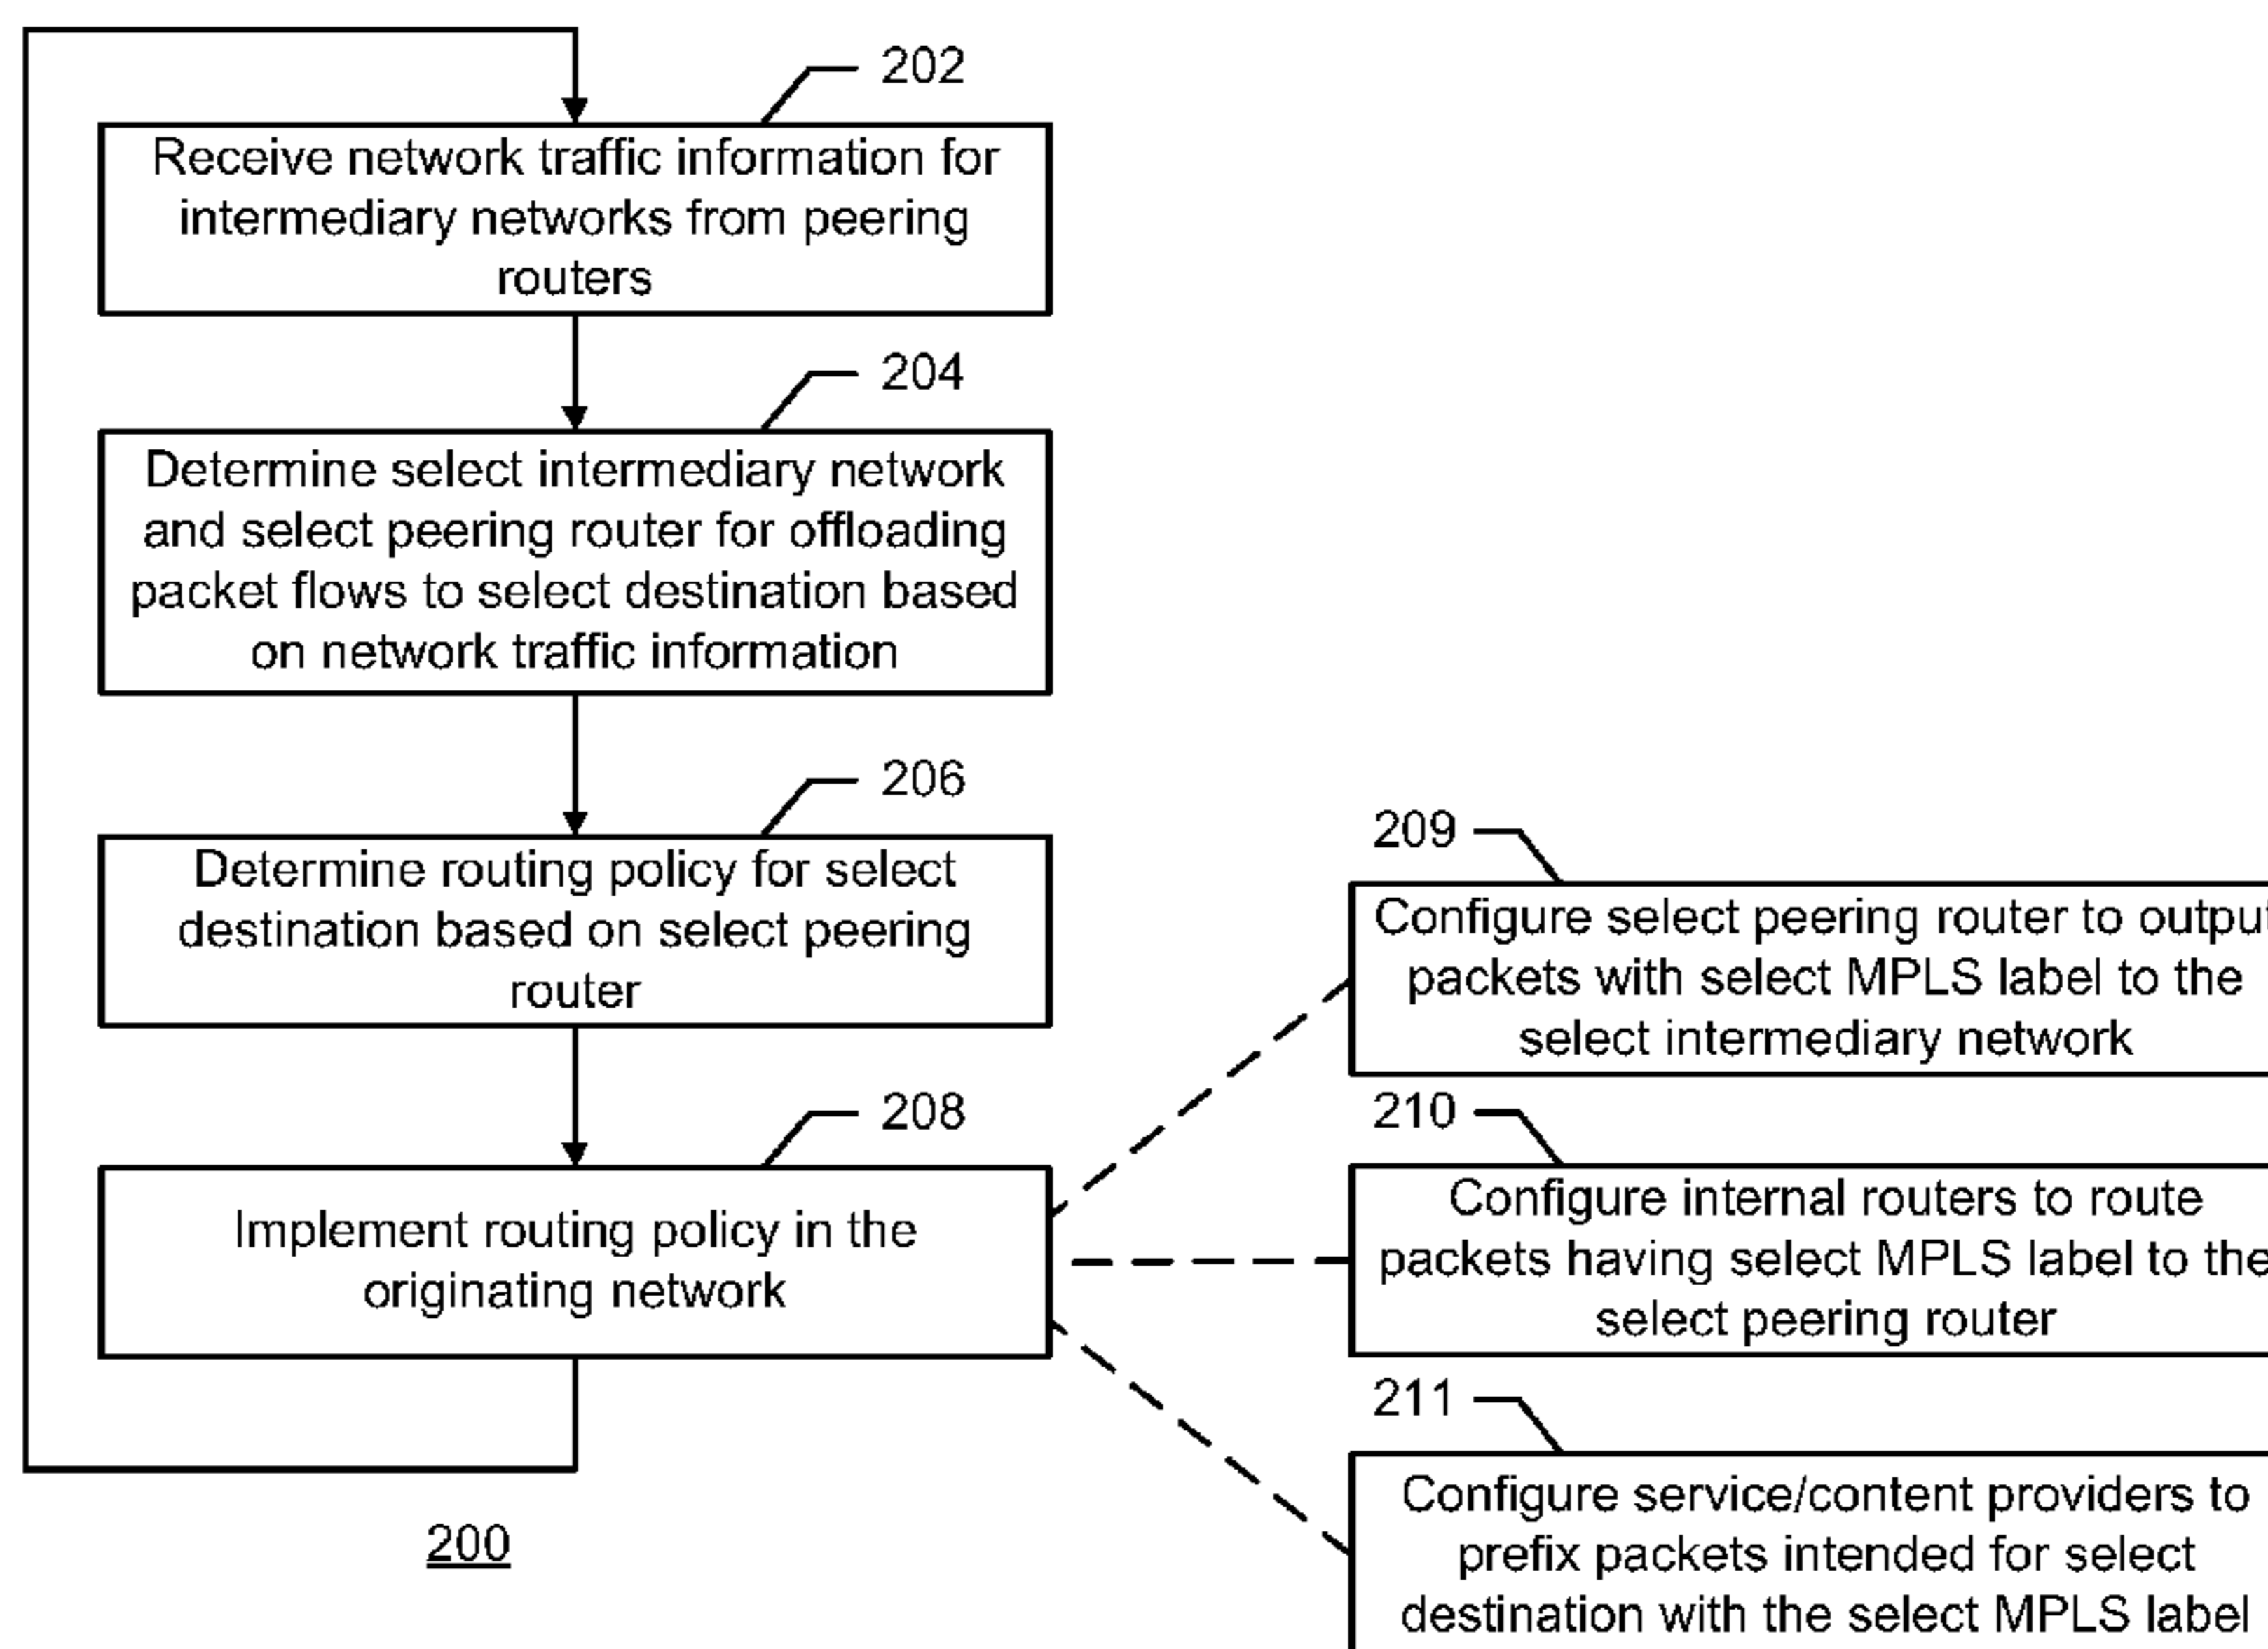 202
Receive network traffic information for
intermediary networks from peering
routers
204
Determine select intermediary network
and select peering router for offloading
packet flows to select destination based
on network traffic information
206
Determine routing policy for select
destination based on select peering
router
208
Implement routing policy in the
originating network
200
209
Configure select peering router to output
packets with select MPLS label to the
select intermediary network
210
Configure internal routers to route
packets having select MPLS label to the
select peering router
211
Configure service/content providers to
prefix packets intended for select
destination with the select MPLS label